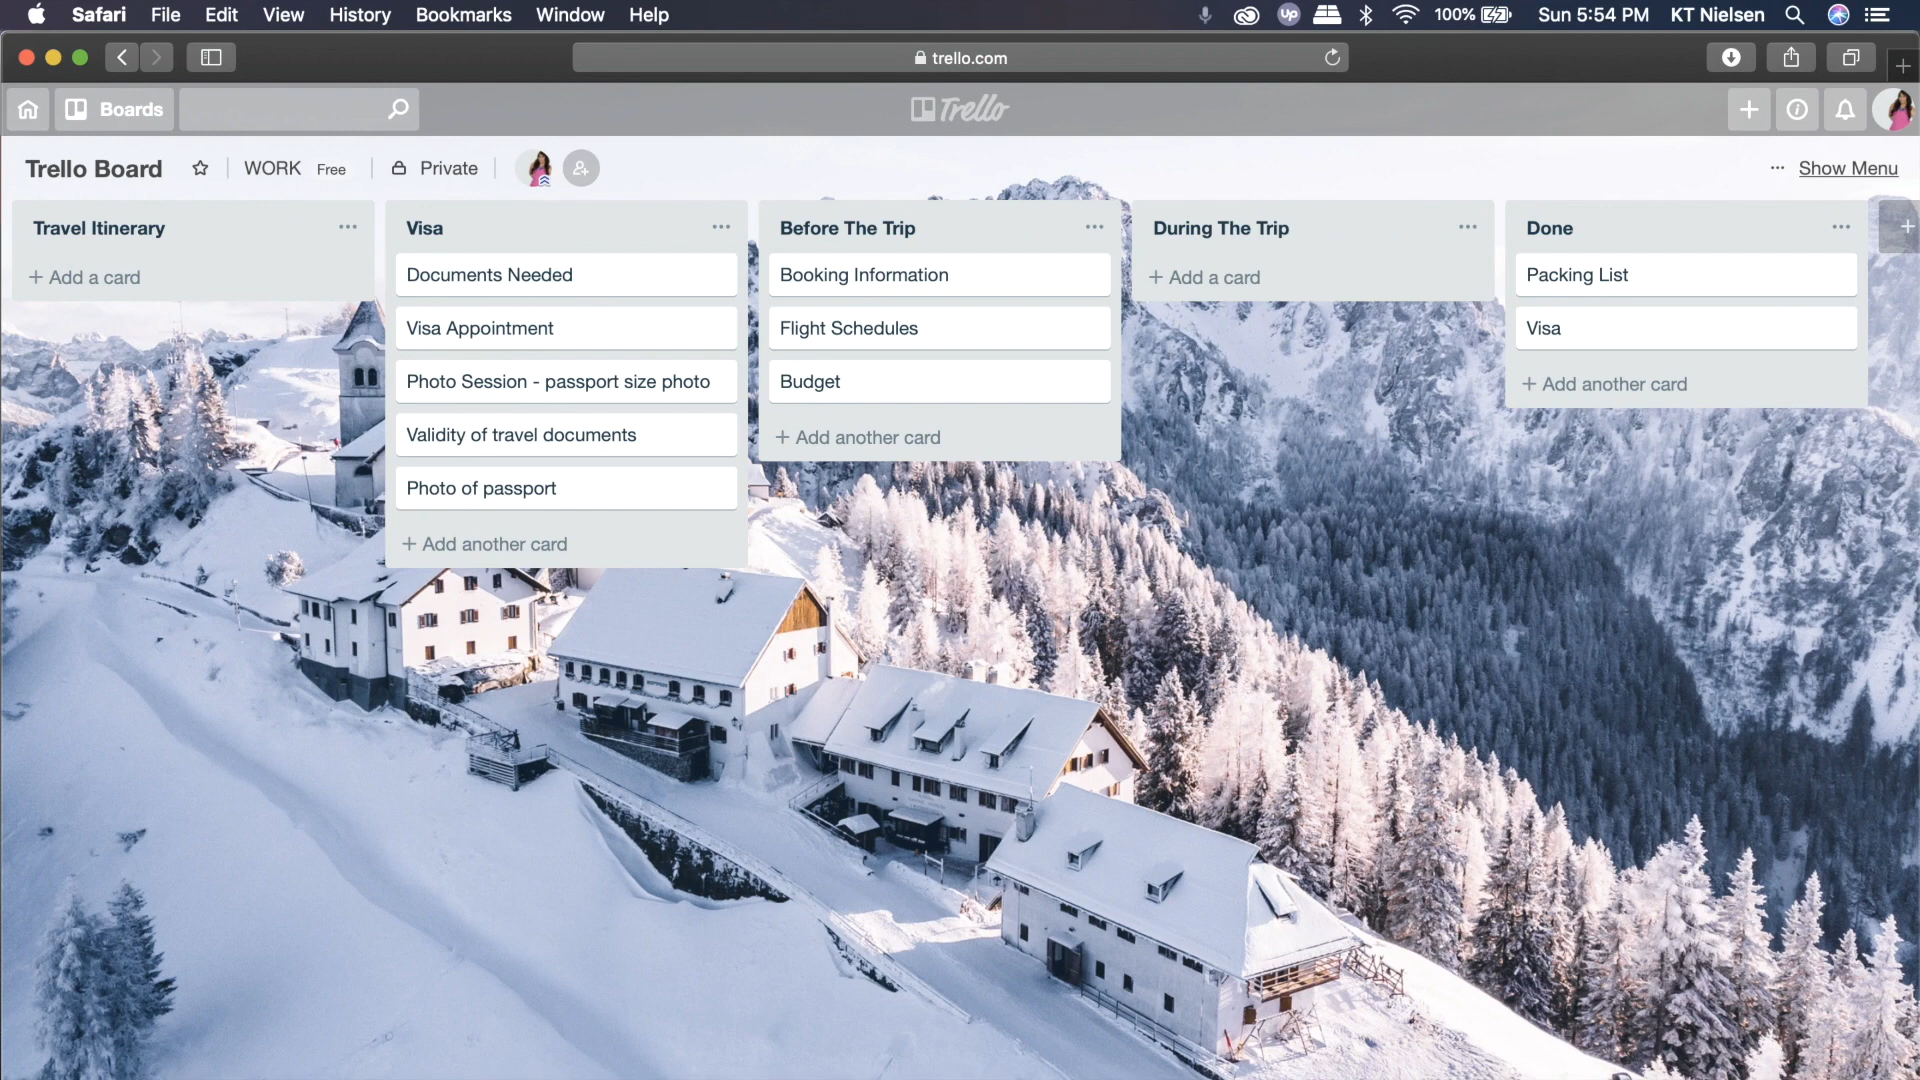 Safari File Edit View History Bookmarks Window Help 100% Sun 5:54 PM KT Nielsen
trello.com
Boards Trello
Trello Board WORK Free Private ... Show Menu
Travel Itinerary
+ Add a card
Visa
Documents Needed
Visa Appointment
Photo Session - passport size photo
Validity of travel documents
Photo of passport
+ Add another card
Before The Trip
Booking Information
Flight Schedules
Budget
+ Add another card
During The Trip
+ Add a card
Done
Packing List
Visa
+ Add another card